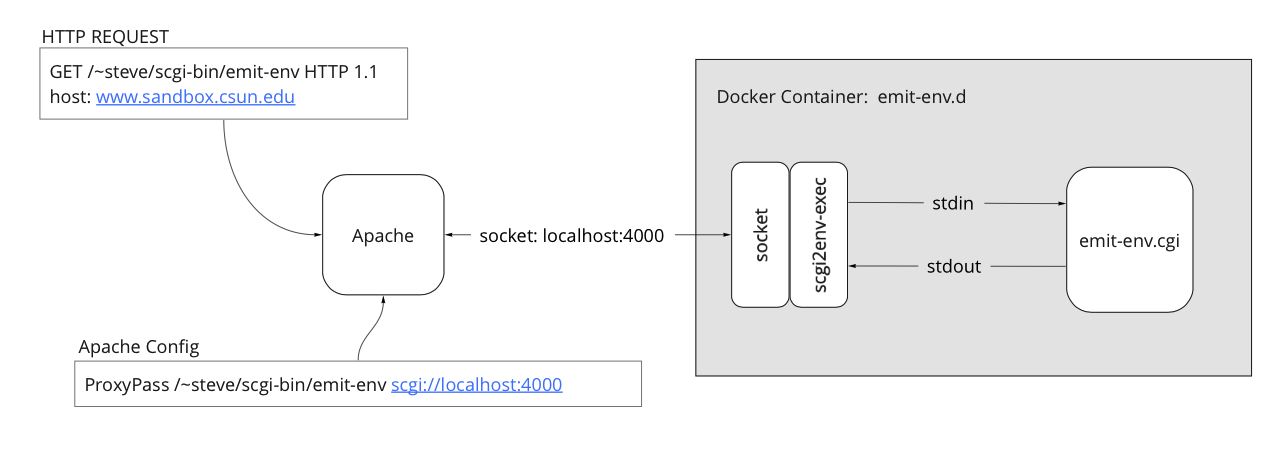 HTTP REQUEST
GET /~steve/scgi-bin/emit-env HTTP 1.1
host: www.sandbox.csun.edu
Docker Container:  emit-env.d
Apache
socket: localhost:4000
socket
scgi2env-exec
stdin
stdout
emit-env.cgi
Apache Config
ProxyPass /~steve/scgi-bin/emit-env scgi://localhost:4000